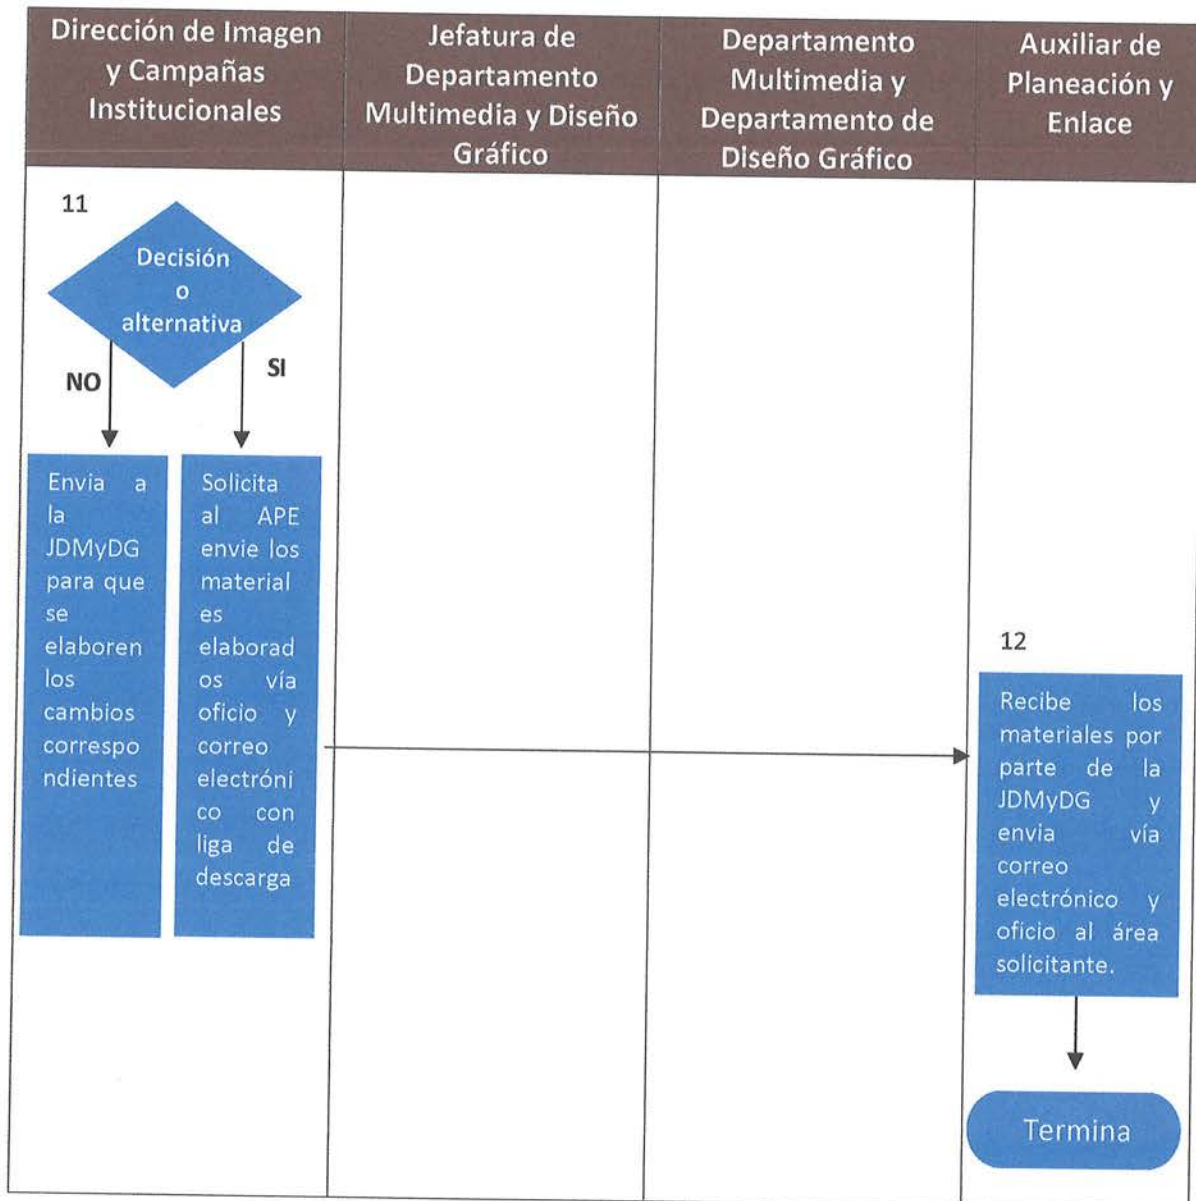 Dirección de Imagen
y Campañas
Institucionales
Jefatura de
Departamento
Multimedia y Diseño
Gráfico
Departamento
Multimedia y
Departamento de
Diseño Gráfico
Auxiliar de
Planeación y
Enlace
11
Decisión
o
alternativa
NO
SI
Envia a
la
JDMyDG
para que
se
elaboren
los
cambios
correspo
ndientes
Solicita
al APE
envie los
material
es
elaborad
os vía
oficio y
correo
electróni
co con
liga de
descarga
12
Recibe los
materiales por
parte de la
JDMyDG y
envia vía
correo
electrónico y
oficio al área
solicitante.
Termina